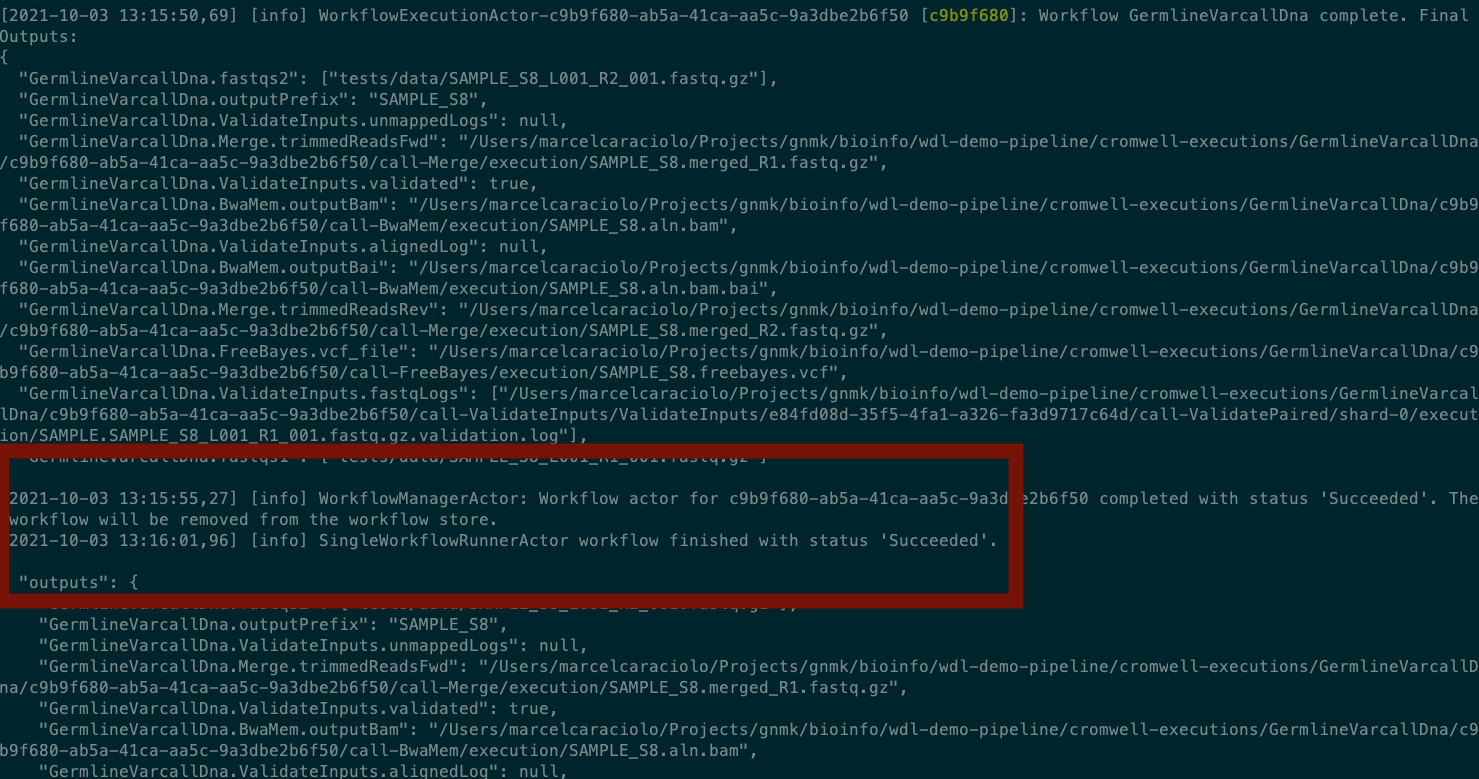 [2021-10-03 13:15:50,69] [info] WorkflowExecutionActor-c9b9f680-ab5a-41ca-aa5c-9a3dbe2b6f50 [c9b9f680]: Workflow GermlineVarcallDna complete. Final
Outputs:
{
  "GermlineVarcallDna.fastqs2": ["tests/data/SAMPLE_S8_L001_R2_001.fastq.gz"],
  "GermlineVarcallDna.outputPrefix": "SAMPLE_S8",
  "GermlineVarcallDna.ValidateInputs.unmappedLogs": null,
  "GermlineVarcallDna.Merge.trimmedReadsFwd": "/Users/marcelcaraciolo/Projects/gnmk/bioinfo/wdl-demo-pipeline/cromwell-executions/GermlineVarcallDna
/c9b9f680-ab5a-41ca-aa5c-9a3dbe2b6f50/call-Merge/execution/SAMPLE_S8.merged_R1.fastq.gz",
  "GermlineVarcallDna.ValidateInputs.validated": true,
  "GermlineVarcallDna.BwaMem.outputBam": "/Users/marcelcaraciolo/Projects/gnmk/bioinfo/wdl-demo-pipeline/cromwell-executions/GermlineVarcallDna/c9b9
f680-ab5a-41ca-aa5c-9a3dbe2b6f50/call-BwaMem/execution/SAMPLE_S8.aln.bam",
  "GermlineVarcallDna.ValidateInputs.alignedLog": null,
  "GermlineVarcallDna.BwaMem.outputBai": "/Users/marcelcaraciolo/Projects/gnmk/bioinfo/wdl-demo-pipeline/cromwell-executions/GermlineVarcallDna/c9b9
f680-ab5a-41ca-aa5c-9a3dbe2b6f50/call-BwaMem/execution/SAMPLE_S8.aln.bam.bai",
  "GermlineVarcallDna.Merge.trimmedReadsRev": "/Users/marcelcaraciolo/Projects/gnmk/bioinfo/wdl-demo-pipeline/cromwell-executions/GermlineVarcallDna
/c9b9f680-ab5a-41ca-aa5c-9a3dbe2b6f50/call-Merge/execution/SAMPLE_S8.merged_R2.fastq.gz",
  "GermlineVarcallDna.FreeBayes.vcf_file": "/Users/marcelcaraciolo/Projects/gnmk/bioinfo/wdl-demo-pipeline/cromwell-executions/GermlineVarcallDna/c9
b9f680-ab5a-41ca-aa5c-9a3dbe2b6f50/call-FreeBayes/execution/SAMPLE_S8.freebayes.vcf",
  "GermlineVarcallDna.ValidateInputs.fastqLogs": ["/Users/marcelcaraciolo/Projects/gnmk/bioinfo/wdl-demo-pipeline/cromwell-executions/GermlineVarcal
lDna/c9b9f680-ab5a-41ca-aa5c-9a3dbe2b6f50/call-ValidateInputs/ValidateInputs/e84fd08d-35f5-4fa1-a326-fa3d9717c64d/call-ValidatePaired/shard-0/execut
ion/SAMPLE.SAMPLE_S8_L001_R1_001.fastq.gz.validation.log"],
  "GermlineVarcallDna.fastqs1": ["tests/data/SAMPLE_S8_L001_R1_001.fastq.gz"]
2021-10-03 13:15:55,27] [info] WorkflowManagerActor: Workflow actor for c9b9f680-ab5a-41ca-aa5c-9a3dbe2b6f50 completed with status 'Succeeded'. The
workflow will be removed from the workflow store.
2021-10-03 13:16:01,96] [info] SingleWorkflowRunnerActor workflow finished with status 'Succeeded'.
  "outputs": {
    "GermlineVarcallDna.outputPrefix": "SAMPLE_S8",
    "GermlineVarcallDna.ValidateInputs.unmappedLogs": null,
    "GermlineVarcallDna.Merge.trimmedReadsFwd": "/Users/marcelcaraciolo/Projects/gnmk/bioinfo/wdl-demo-pipeline/cromwell-executions/GermlineVarcallD
na/c9b9f680-ab5a-41ca-aa5c-9a3dbe2b6f50/call-Merge/execution/SAMPLE_S8.merged_R1.fastq.gz",
    "GermlineVarcallDna.ValidateInputs.validated": true,
    "GermlineVarcallDna.BwaMem.outputBam": "/Users/marcelcaraciolo/Projects/gnmk/bioinfo/wdl-demo-pipeline/cromwell-executions/GermlineVarcallDna/c9
b9f680-ab5a-41ca-aa5c-9a3dbe2b6f50/call-BwaMem/execution/SAMPLE_S8.aln.bam",
    "GermlineVarcallDna.ValidateInputs.alignedLog": null,